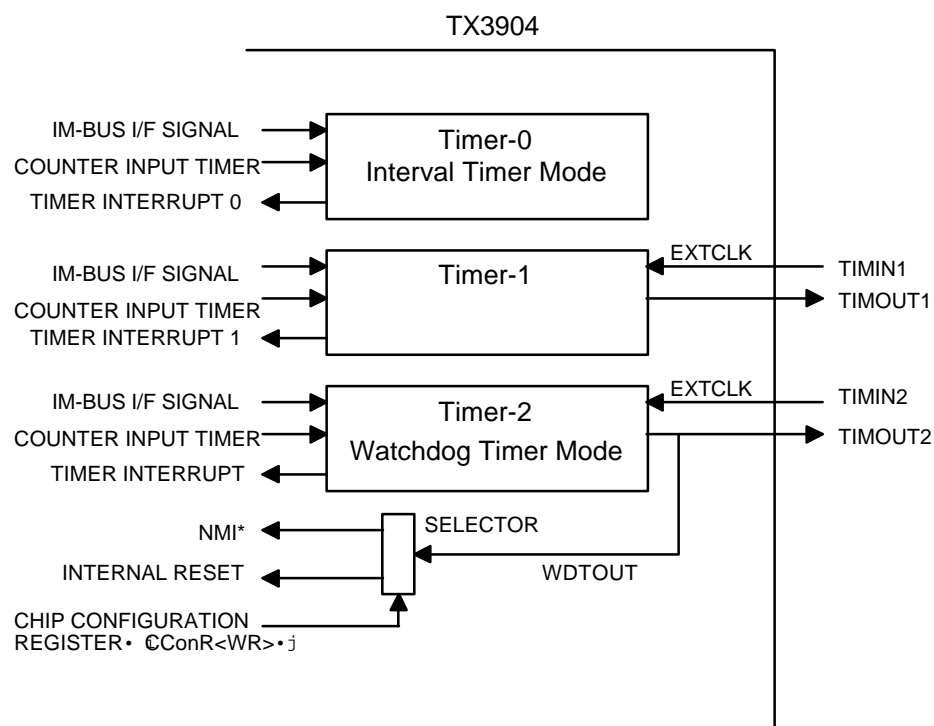 TX3904
IM-BUS I/F SIGNAL
COUNTER INPUT TIMER
TIMER INTERRUPT 0
Timer-0
Interval Timer Mode
IM-BUS I/F SIGNAL
COUNTER INPUT TIMER
TIMER INTERRUPT 1
Timer-1
EXTCLK
TIMIN1
TIMOUT1
IM-BUS I/F SIGNAL
COUNTER INPUT TIMER
TIMER INTERRUPT
Timer-2
Watchdog Timer Mode
EXTCLK
TIMIN2
TIMOUT2
NMI*
INTERNAL RESET
SELECTOR
WDTOUT
CHIP CONFIGURATION
REGISTER• CConR<WR>•j